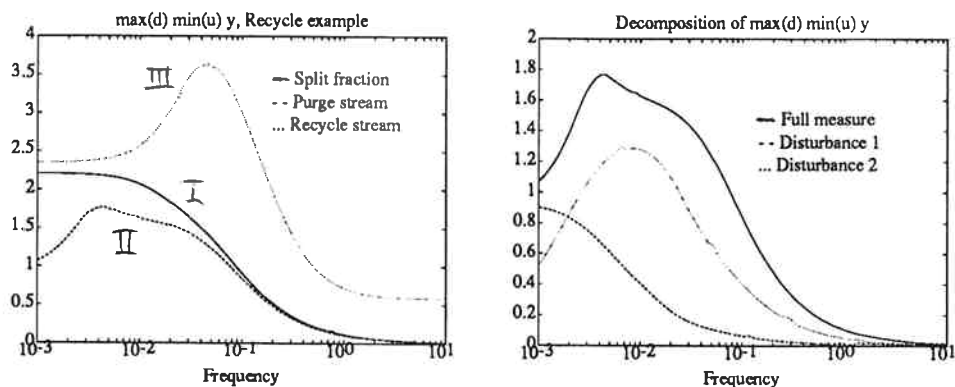 max(d) min(u) y, Recycle example
4
3.5
3
2.5
2
1.5
1
0.5
0
III
I
II
Split fraction
Purge stream
Recycle stream
10-3
10-2
10-1
100
101
Frequency
Decomposition of max(d) min(u) y
2
1.8
1.6
1.4
1.2
1
0.8
0.6
0.4
0.2
0
Full measure
Disturbance 1
Disturbance 2
10-3
10-2
10-1
100
101
Frequency